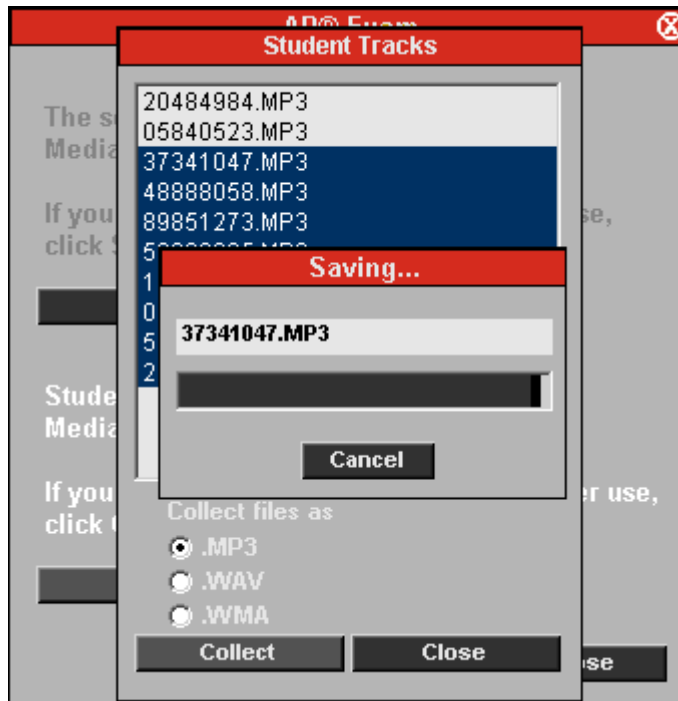 AP® Exam
Student Tracks
20484984.MP3
05840523.MP3
37341047.MP3
48888058.MP3
89851273.MP3
Saving...
37341047.MP3
Cancel
The
Media
If you
se,
click
Media
If you
er use,
click
Collect files as
.MP3
.WAV
.WMA
Collect
Close